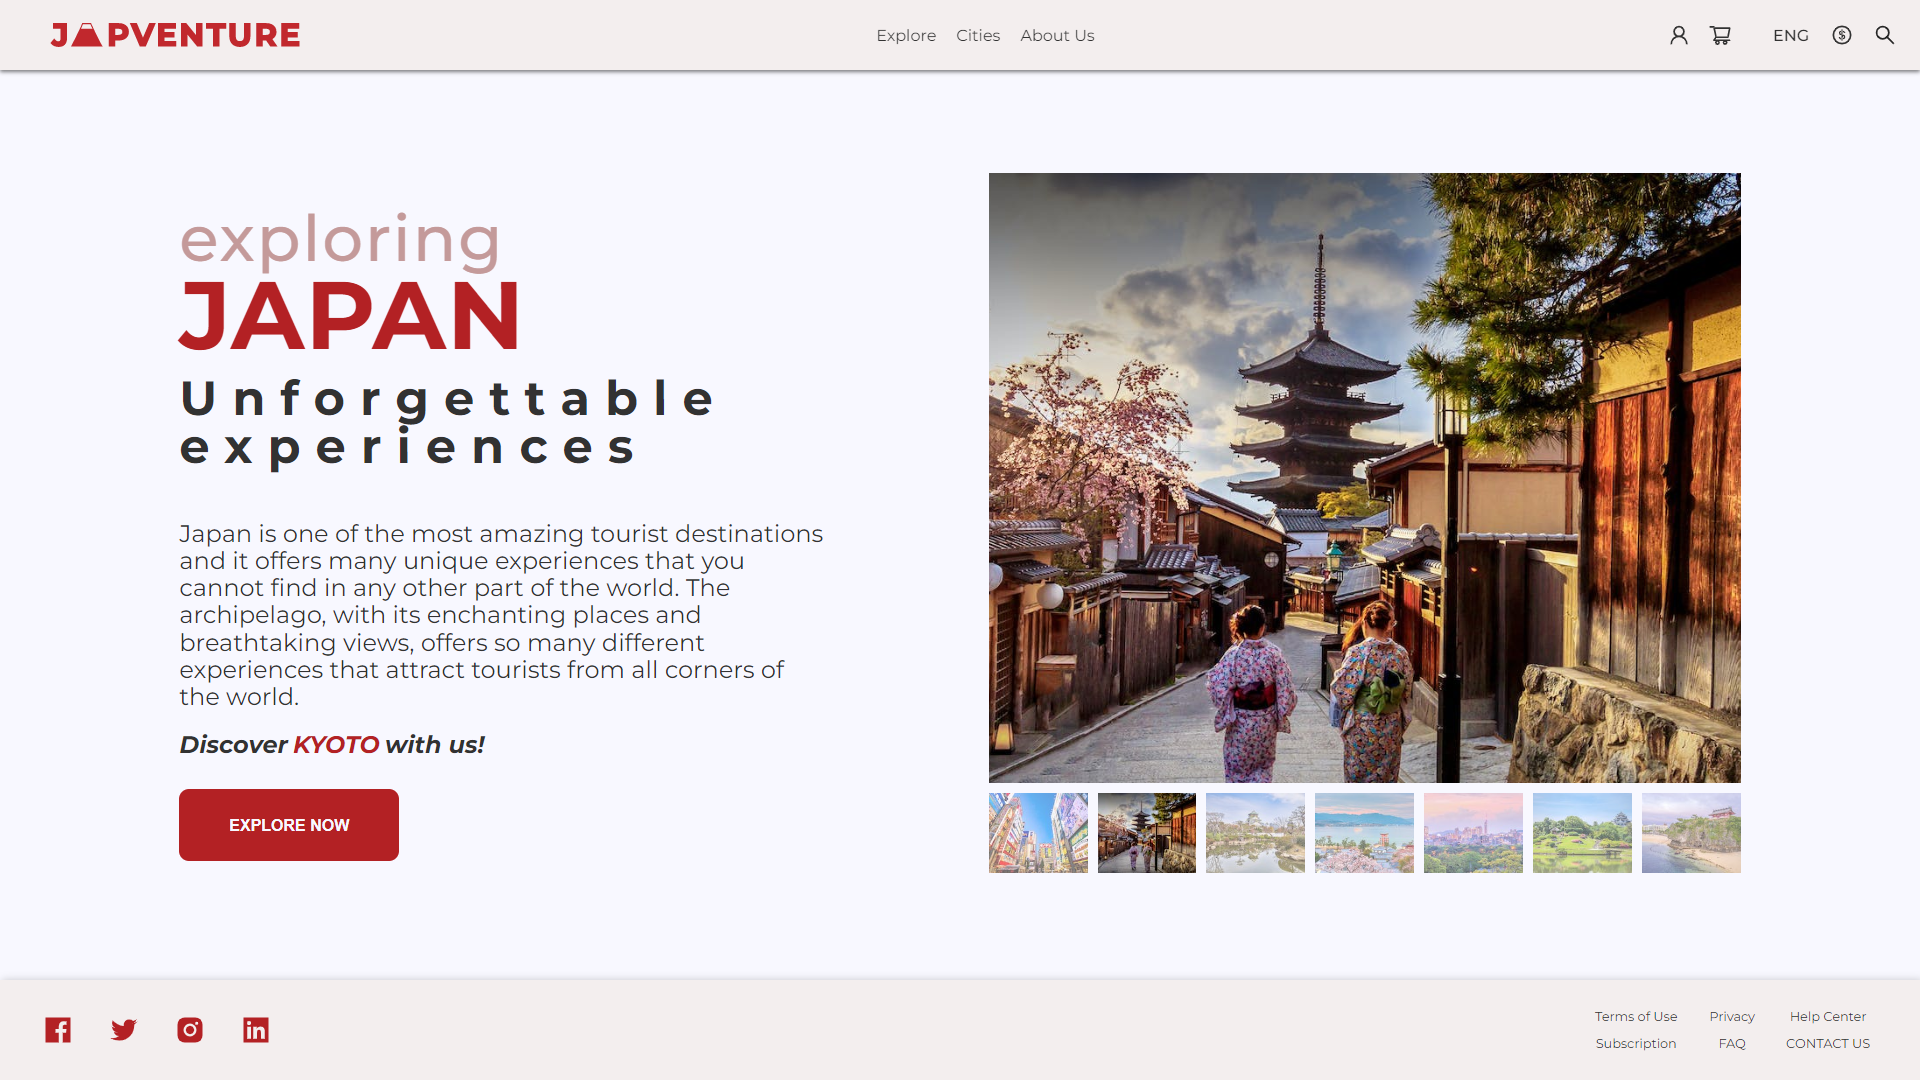 JAPVENTURE
Explore Cities About Us
ENG
exploring
JAPAN
Unforgettable
experiences
Japan is one of the most amazing tourist destinations
and it offers many unique experiences that you
cannot find in any other part of the world. The
archipelago, with its enchanting places and
breathtaking views, offers so many different
experiences that attract tourists from all corners of
the world.
Discover KYOTO with us!
EXPLORE NOW
Terms of Use Privacy Help Center
Subscription FAQ CONTACT US